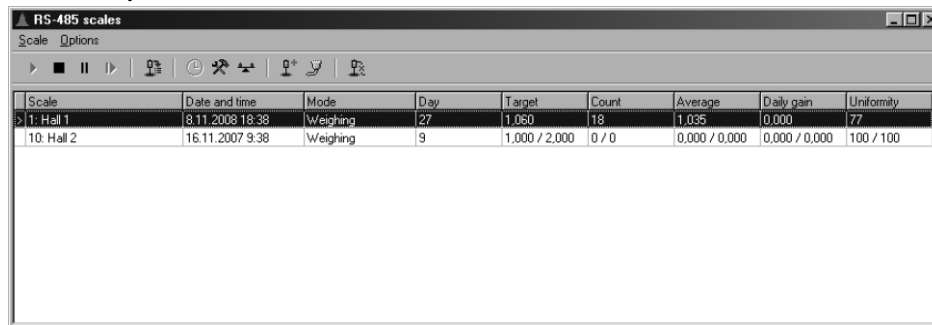 RS-485 scales
Scale Options
Scale Date and time Mode Day Target Count Average Daily gain Uniformity
> 1: Hall 1 8.11.2008 18:38 Weighing 27 1,060 18 1,035 0,000 77
10: Hall 2 16.11.2007 9:38 Weighing 9 1,000 / 2,000 0 / 0 0,000 / 0,000 0,000 / 0,000 100 / 100